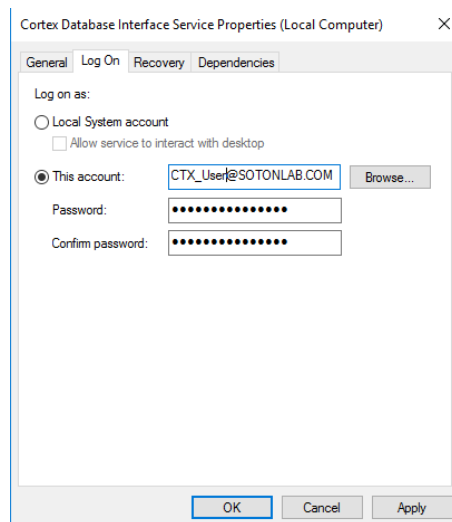 Cortex Database Interface Service Properties (Local Computer)
General Log On Recovery Dependencies
Log on as:
Local System account
Allow service to interact with desktop
This account: CTX_User@SOTONLAB.COM Browse...
Password: •••••••••••••••
Confirm password: •••••••••••••••
OK Cancel Apply